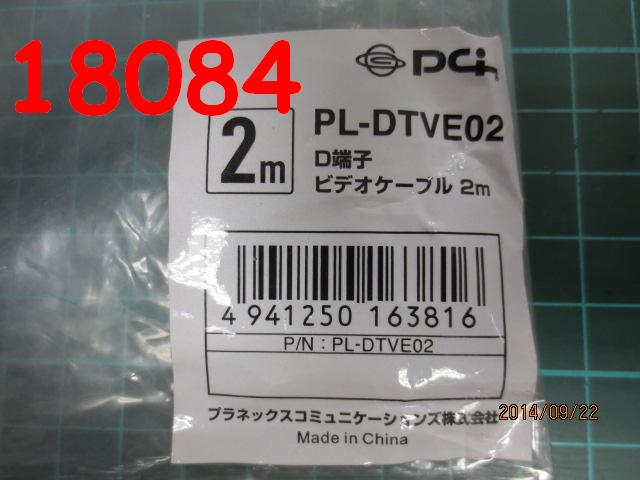 18084
PCi
2m
PL-DTVE02
D端子
ビデオケーブル 2m
4 941250 163816
P/N : PL-DTVE02
プラネックスコミュニケーションズ株式会社
Made in China
2014/09/22